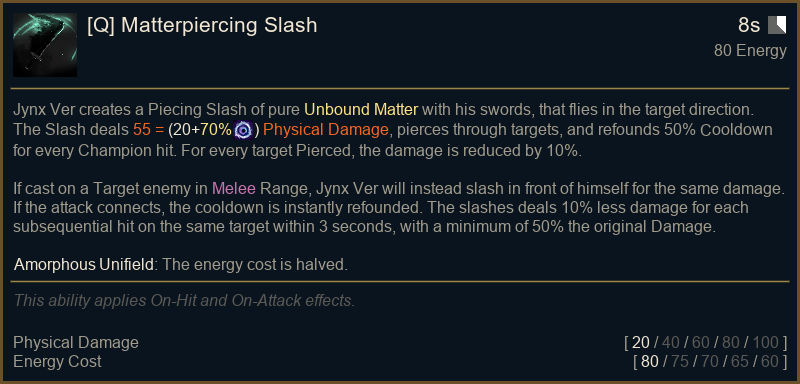 [Q] Matterpiercing Slash
8s
80 Energy
Jynx Ver creates a Piecing Slash of pure Unbound Matter with his swords, that flies in the target direction.
The Slash deals 55 = (20+70% ) Physical Damage, pierces through targets, and refounds 50% Cooldown
for every Champion hit. For every target Pierced, the damage is reduced by 10%.
If cast on a Target enemy in Melee Range, Jynx Ver will instead slash in front of himself for the same damage.
If the attack connects, the cooldown is instantly refounded. The slashes deals 10% less damage for each
subsequential hit on the same target within 3 seconds, with a minimum of 50% the original Damage.
Amorphous Unifield: The energy cost is halved.
This ability applies On-Hit and On-Attack effects.
Physical Damage [ 20 / 40 / 60 / 80 / 100 ]
Energy Cost [ 80 / 75 / 70 / 65 / 60 ]